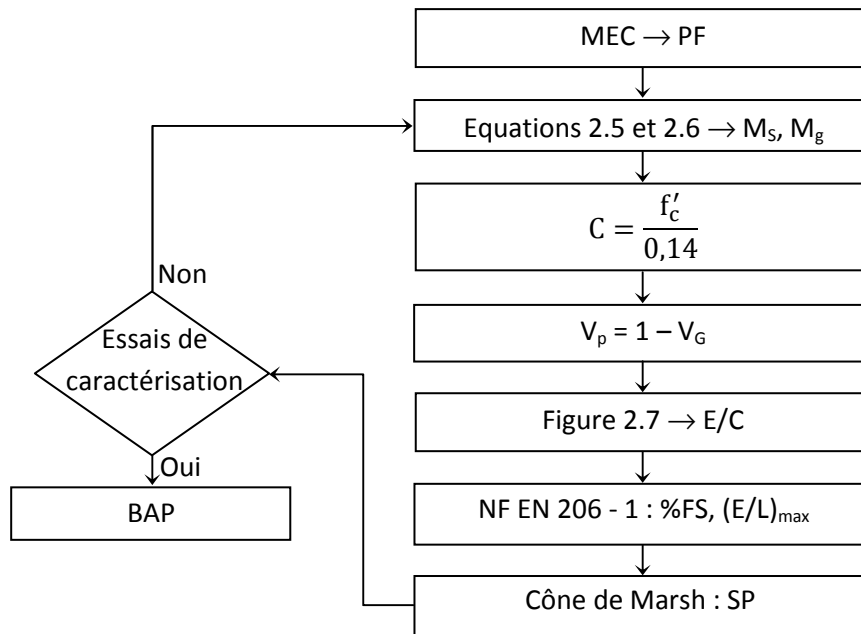 MEC → PF
Equations 2.5 et 2.6 → M_S, M_g
C = f′_c / 0,14
V_p = 1 – V_G
Figure 2.7 → E/C
NF EN 206 - 1 : %FS, (E/L)_max
Cône de Marsh : SP
Non
Essais de
caractérisation
Oui
BAP